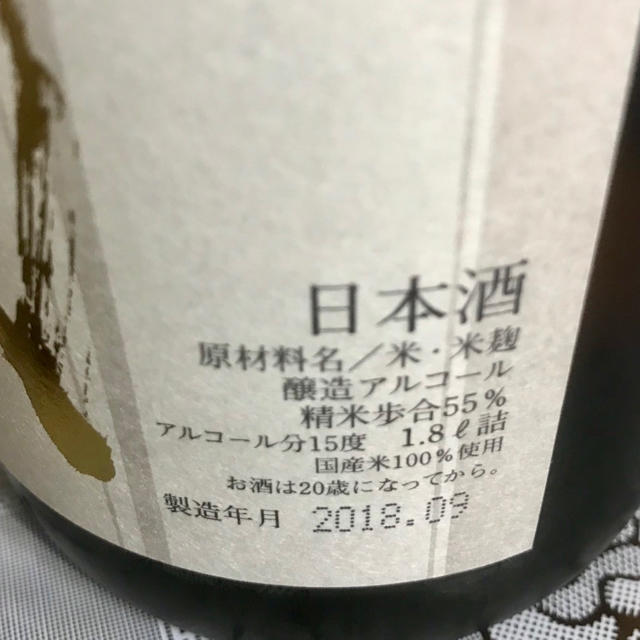 日本酒
原材料名／米・米麹
醸造アルコール
精米歩合55%
アルコール分15度 1.8ℓ詰
国産米100%使用
お酒は20歳になってから。
製造年月 2018.09